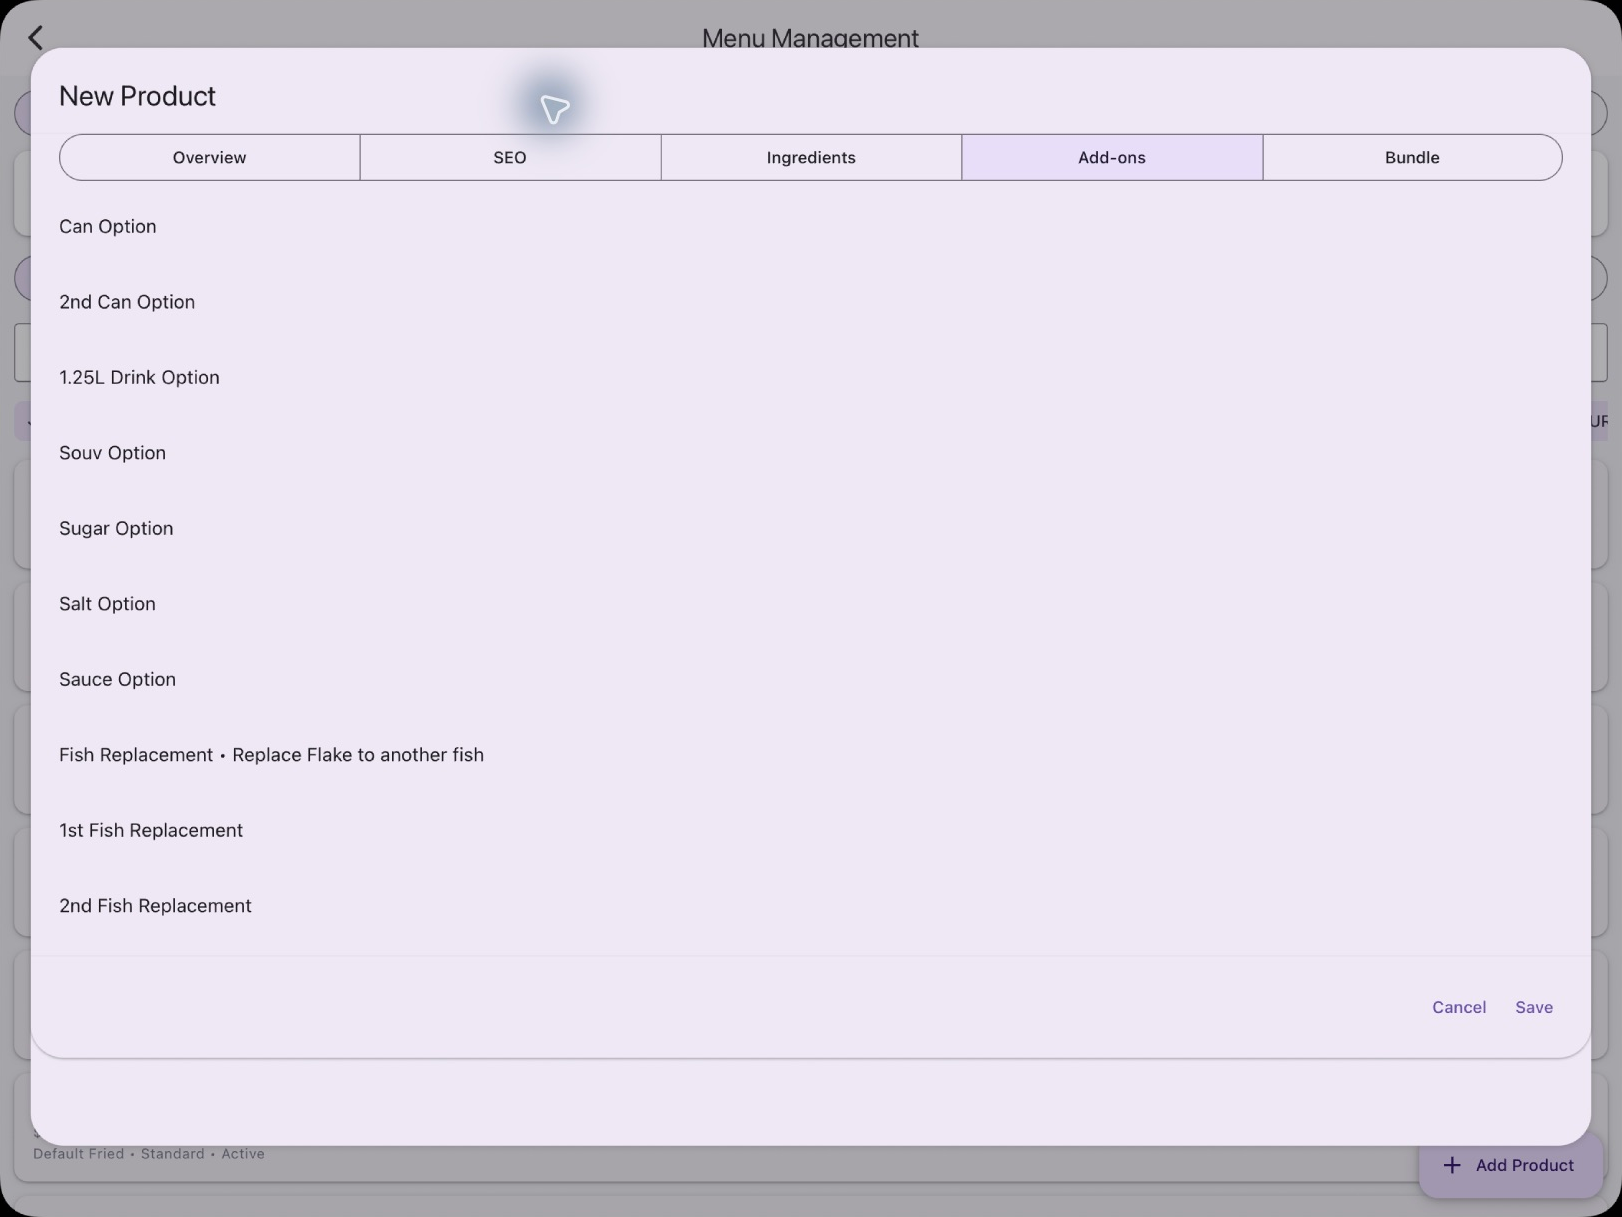 Menu Management
New Product
Overview
SEO
Ingredients
Add-ons
Bundle
Can Option
2nd Can Option
1.25L Drink Option
Souv Option
Sugar Option
Salt Option
Sauce Option
Fish Replacement • Replace Flake to another fish
1st Fish Replacement
2nd Fish Replacement
Cancel
Save
Default Fried • Standard • Active
+ Add Product